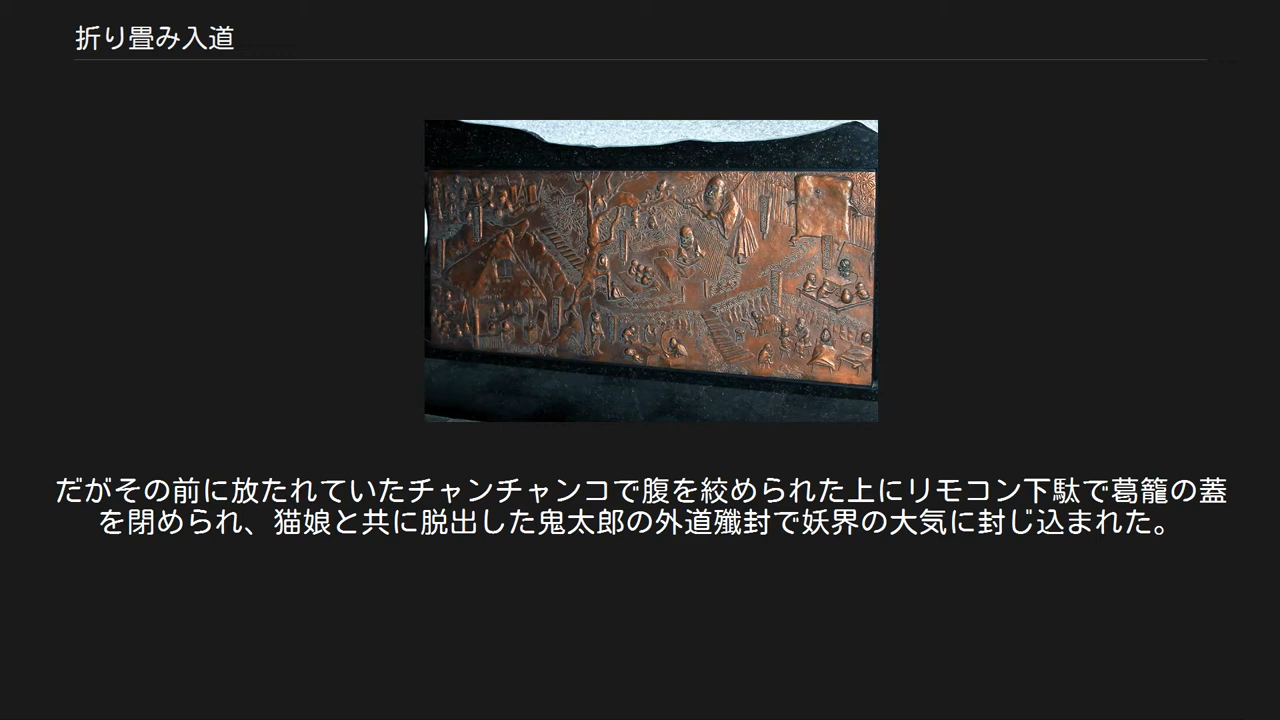 折り畳み入道
だがその前に放たれていたチャンチャンコで腹を絞められた上にリモコン下駄で葛籠の蓋
を閉められ、猫娘と共に脱出した鬼太郎の外道殲封で妖界の大気に封じ込まれた。